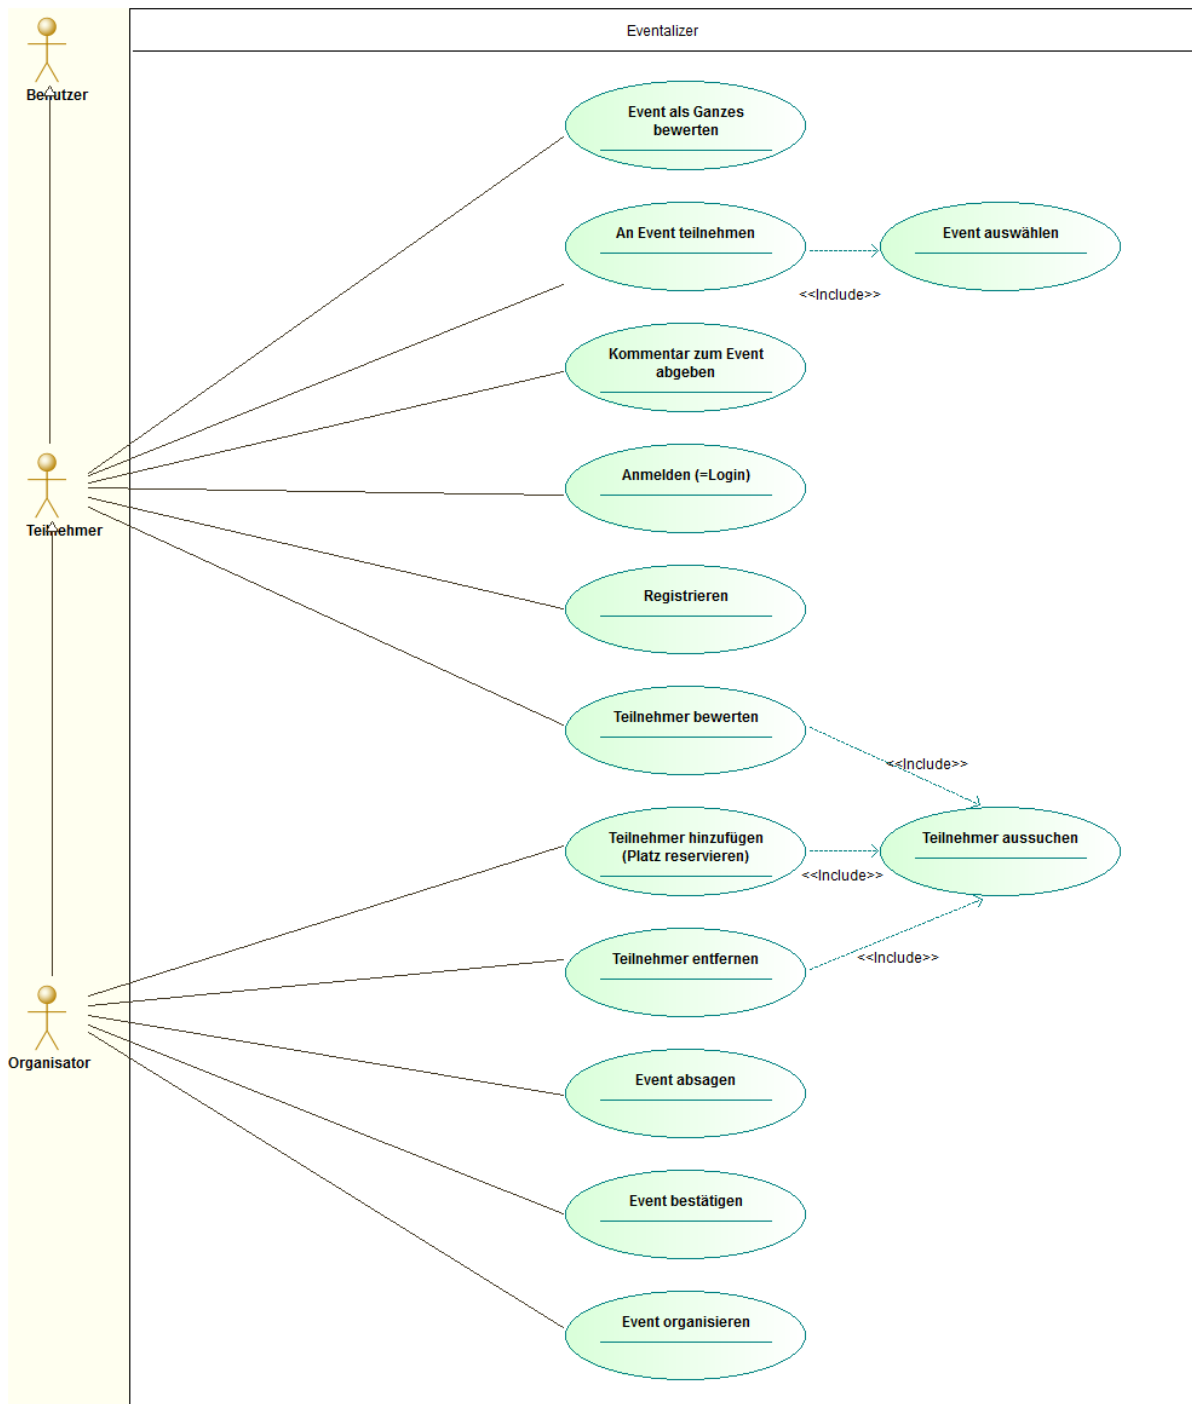 Eventalizer
Benutzer
Event als Ganzes
bewerten
An Event teilnehmen
Event auswählen
<<Include>>
Kommentar zum Event
abgeben
Teilnehmer
Anmelden (=Login)
Registrieren
Teilnehmer bewerten
<<Include>>
Teilnehmer hinzufügen
(Platz reservieren)
Teilnehmer aussuchen
<<Include>>
Teilnehmer entfernen
<<Include>>
Organisator
Event absagen
Event bestätigen
Event organisieren